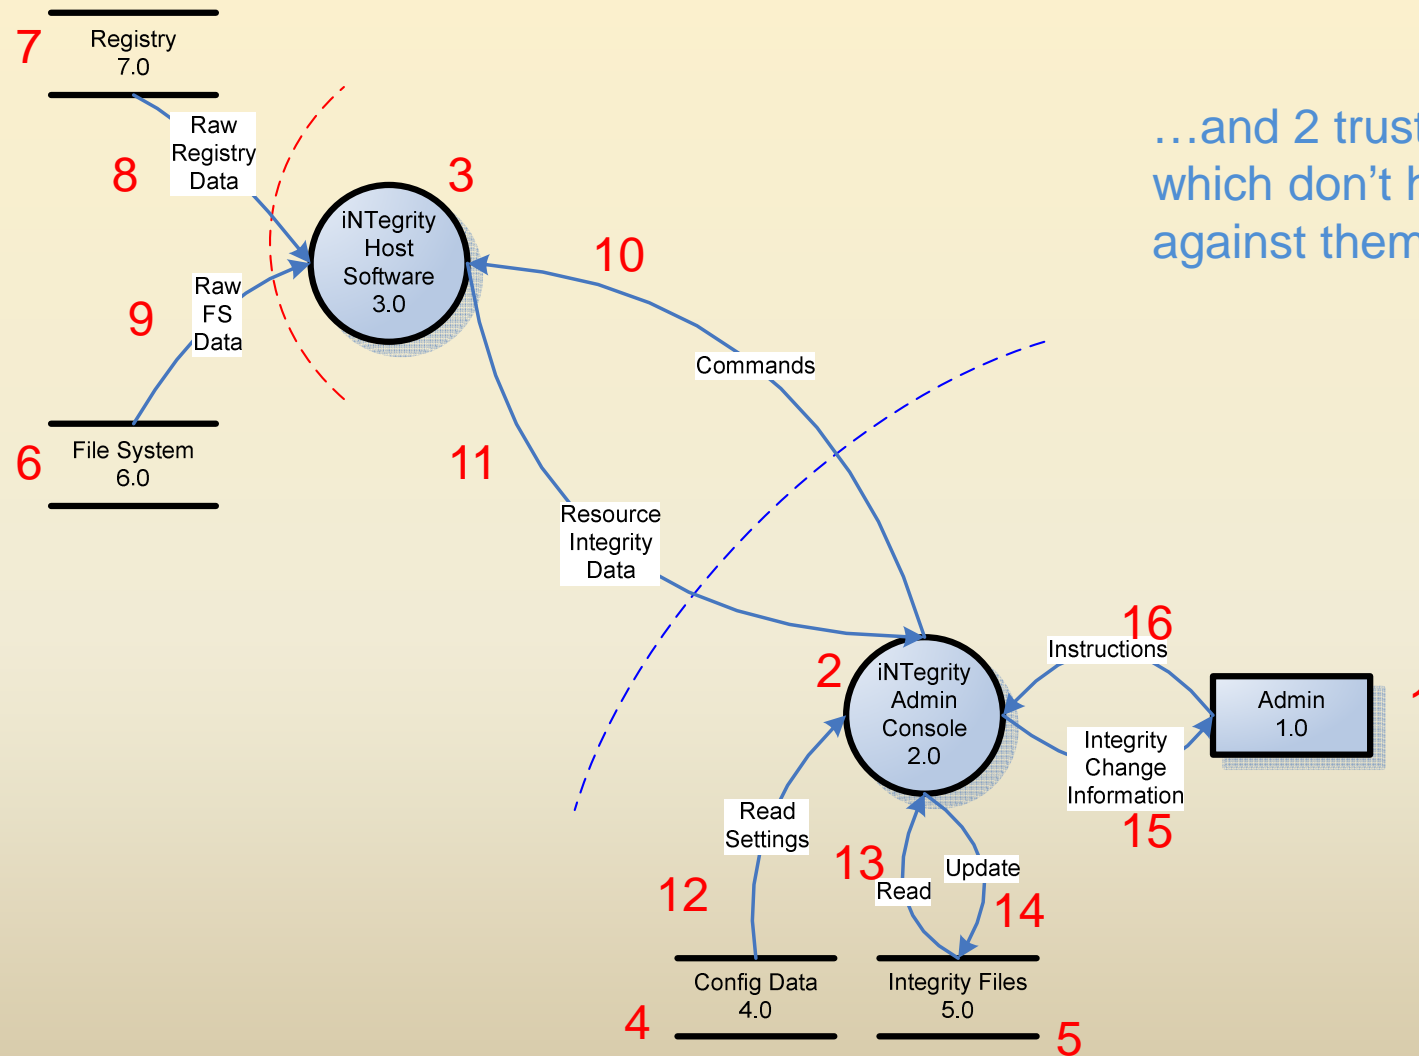 7
Registry
7.0
Raw
Registry
Data
8
…and 2 trust
which don't h
against them
3
iNTegrity
Host
Software
3.0
10
Raw
FS
Data
9
Commands
6
File System
6.0
11
Resource
Integrity
Data
16
Instructions
2
iNTegrity
Admin
Console
2.0
Admin
1.0
Integrity
Change
Information
15
Read
Settings
13
Update
Read
12
14
Config Data
4.0
4
Integrity Files
5.0
5